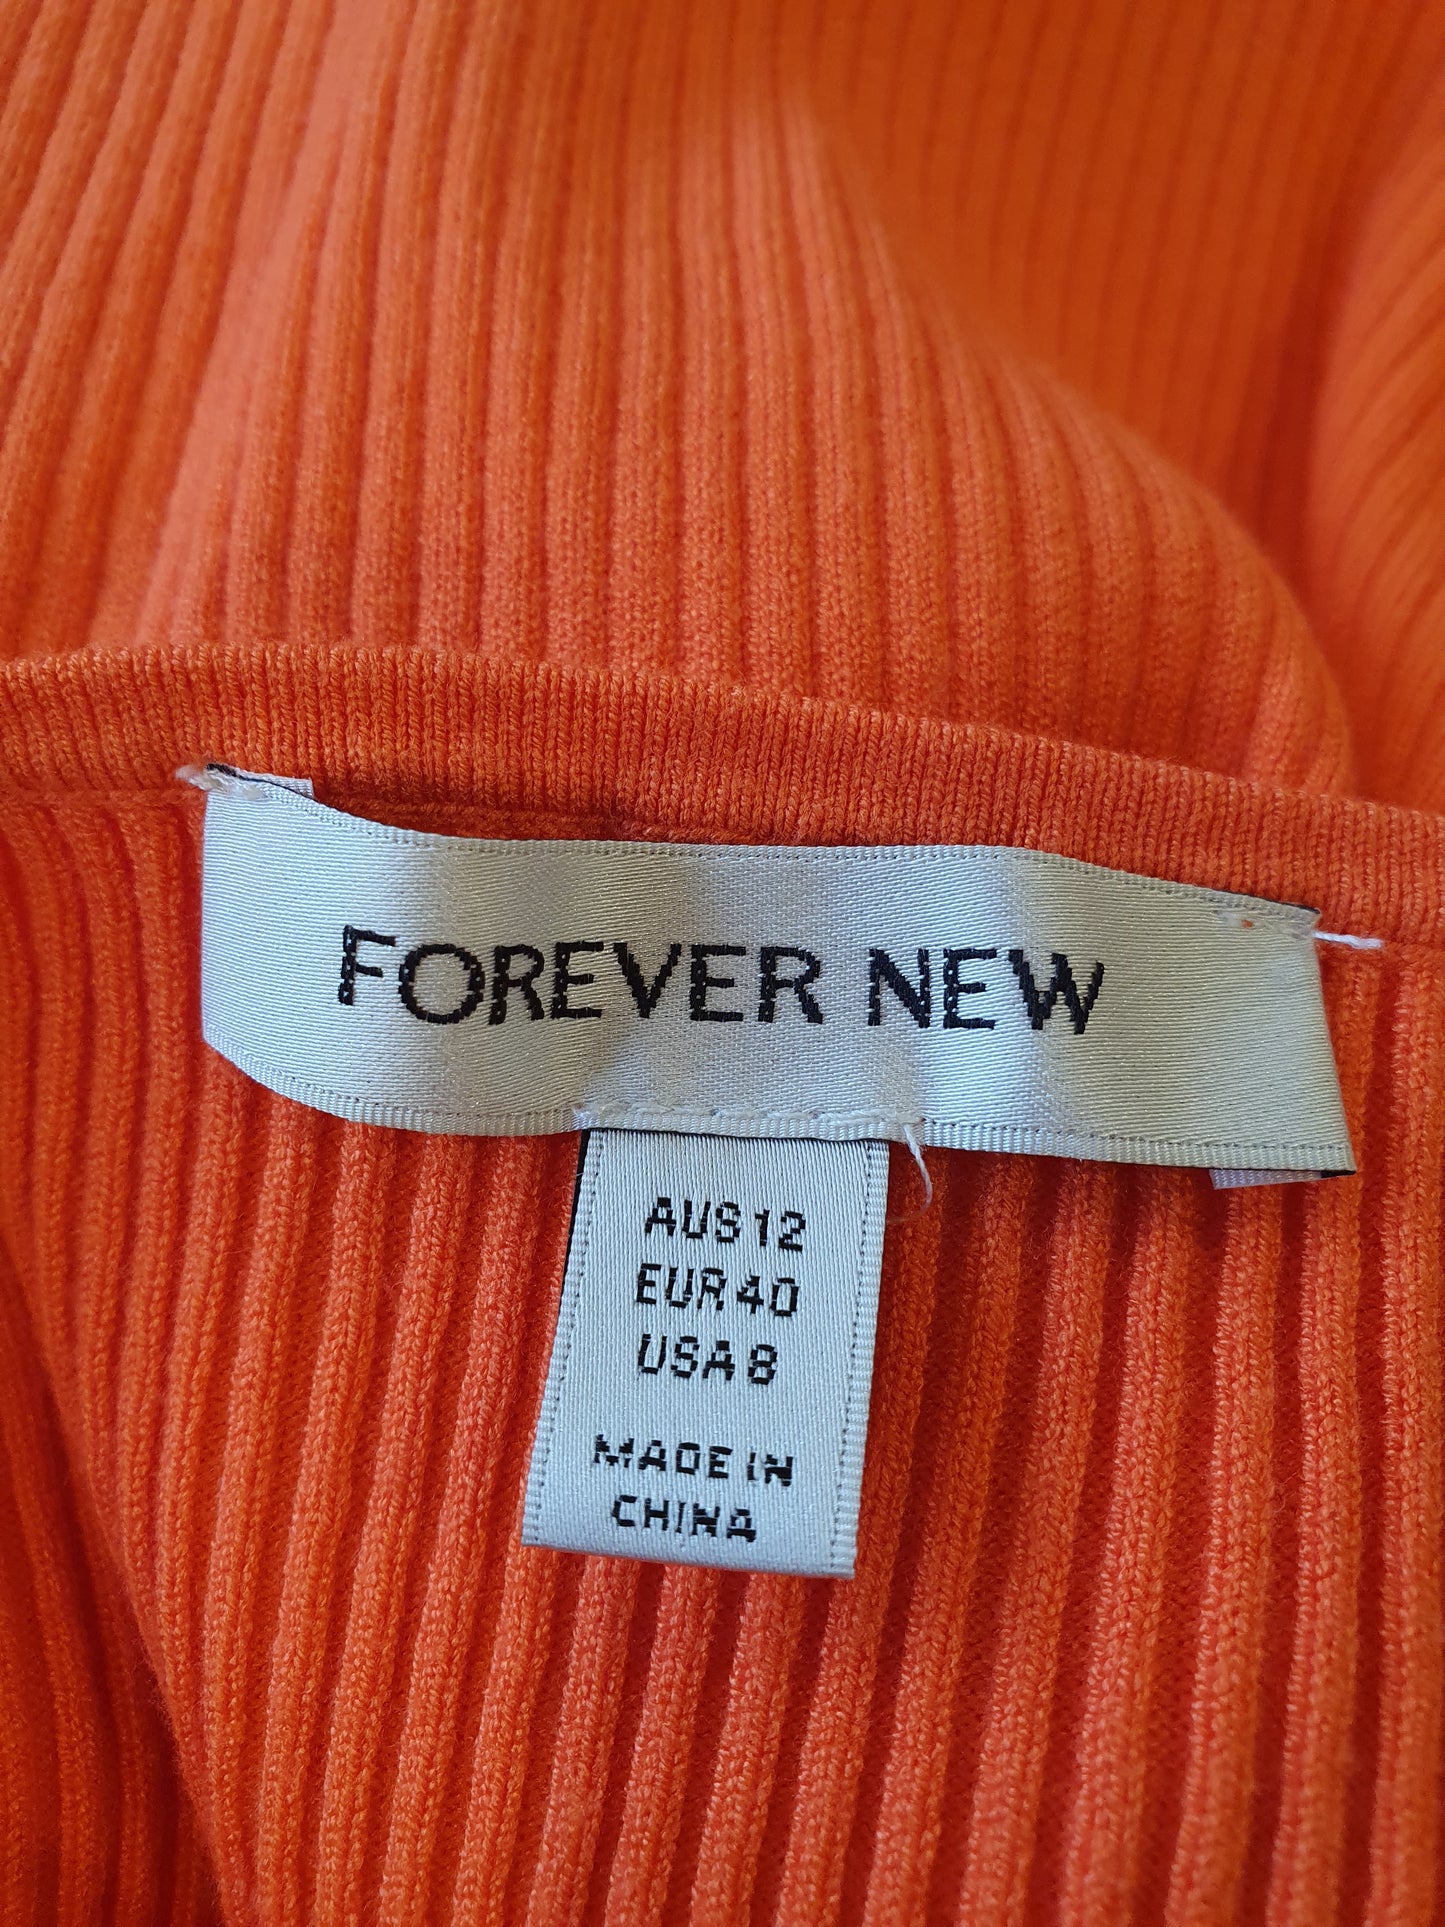 FOREVER NEW
AUS 12
EUR 40
USA 8
MADE IN
CHINA